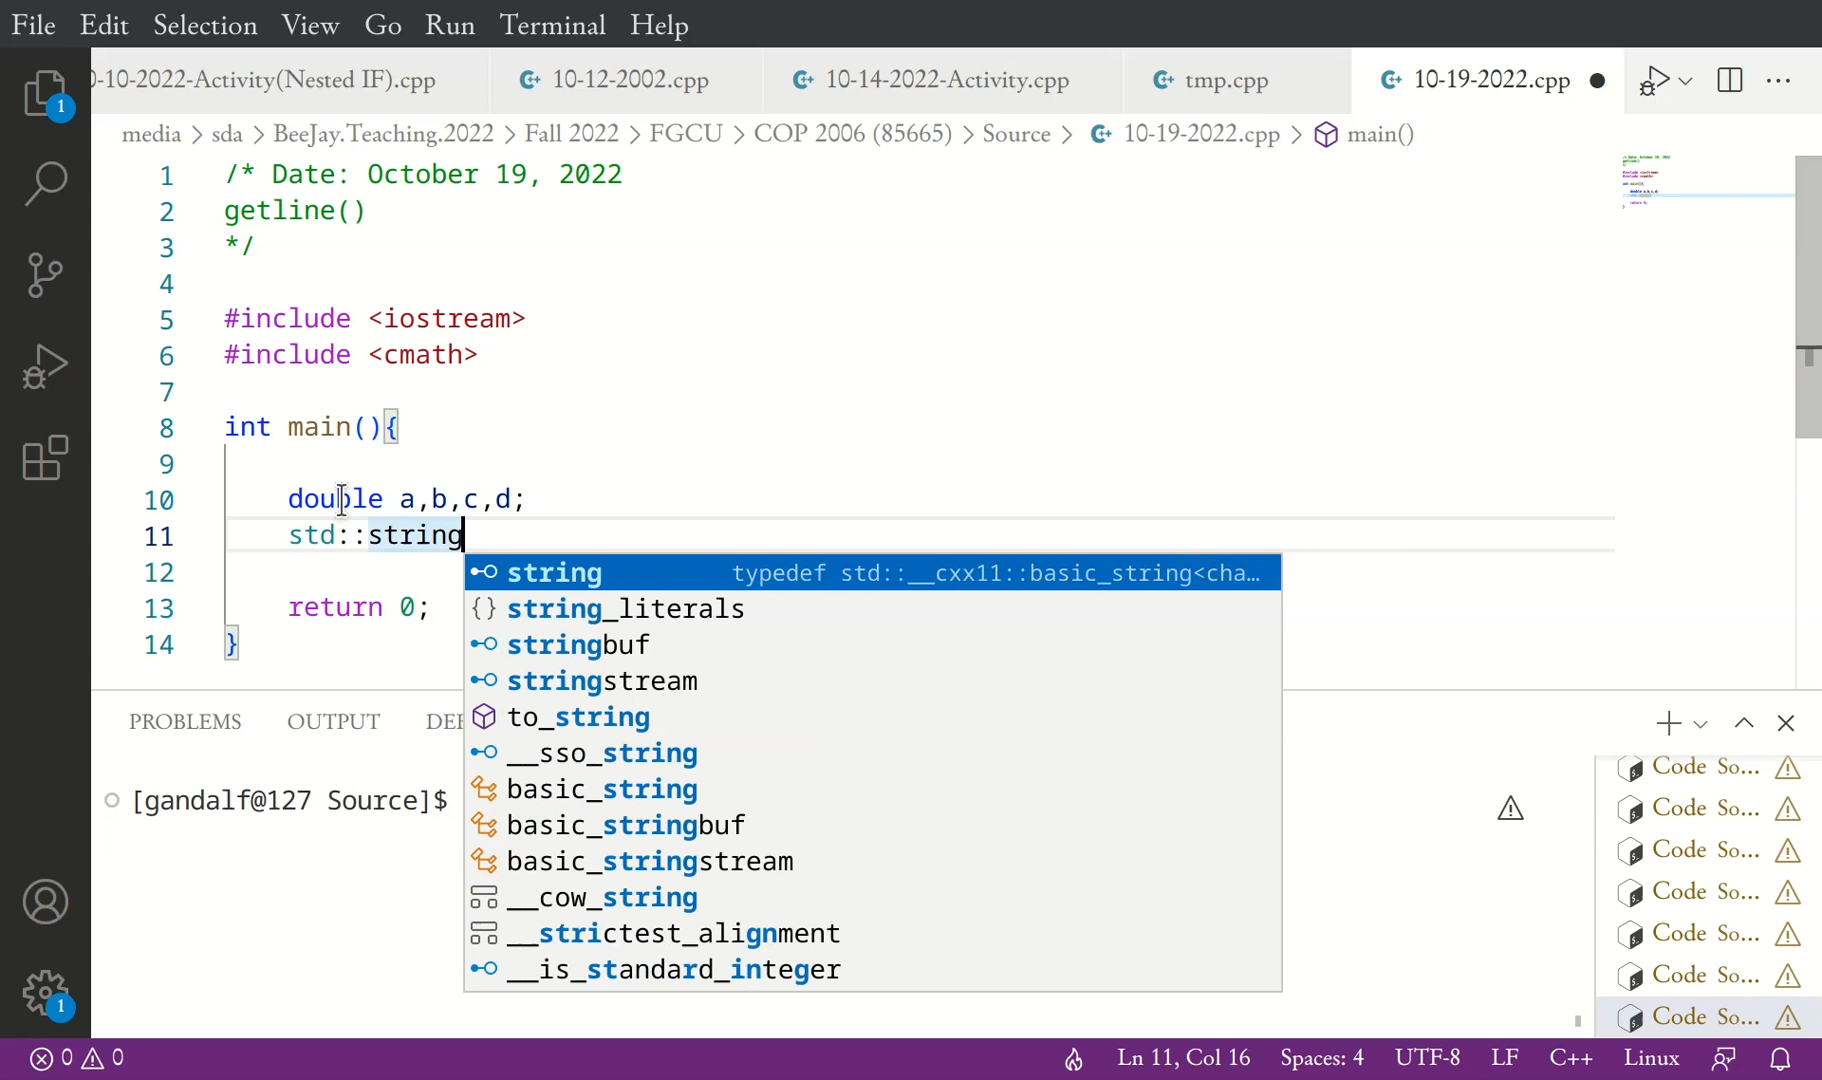 File Edit Selection View Go Run Terminal Help
0-10-2022-Activity(Nested IF).cpp 10-12-2002.cpp 10-14-2022-Activity.cpp tmp.cpp 10-19-2022.cpp
media > sda > BeeJay.Teaching.2022 > Fall 2022 > FGCU > COP 2006 (85665) > Source > 10-19-2022.cpp > main()
1 /* Date: October 19, 2022
2 getline()
3 */
4
5 #include <iostream>
6 #include <cmath>
7
8 int main(){
9
10 double a,b,c,d;
11 std::string
12
13 return 0;
14 }
string typedef std::__cxx11::basic_string<cha…
string_literals
stringbuf
stringstream
to_string
__sso_string
basic_string
basic_stringbuf
basic_stringstream
__cow_string
__strictest_alignment
__is_standard_integer
PROBLEMS OUTPUT
[gandalf@127 Source]$
Code So...
Code So...
Code So...
Code So...
Code So...
Code So...
Code So...
1
1
0 0 Ln 11, Col 16 Spaces: 4 UTF-8 LF C++ Linux